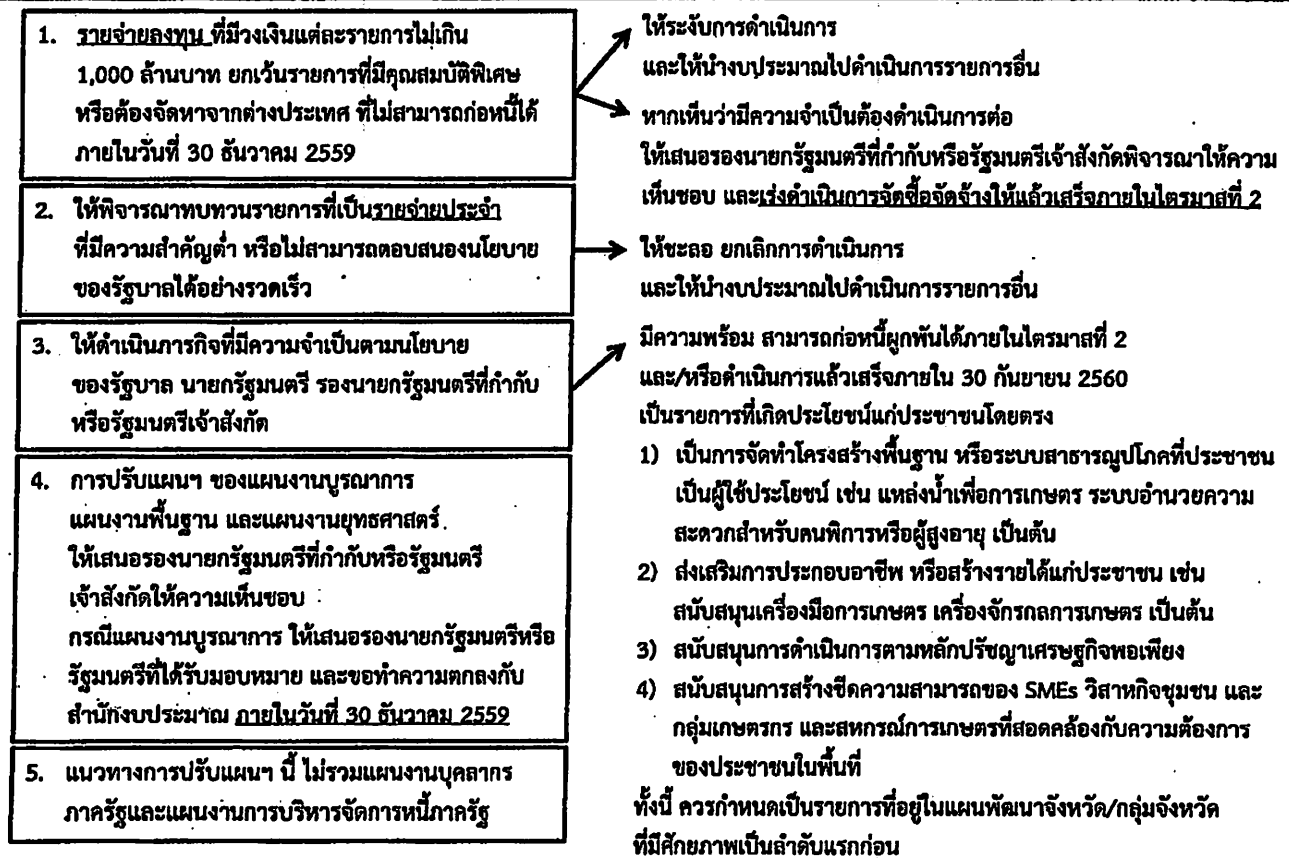 1. รายจ่ายลงทุน ที่มีวงเงินแต่ละรายการไม่เกิน
1,000 ล้านบาท ยกเว้นรายการที่มีคุณสมบัติพิเศษ
หรือต้องจัดหาจากต่างประเทศ ที่ไม่สามารถก่อหนี้ได้
ภายในวันที่ 30 ธันวาคม 2559
ให้ระงับการดำเนินการ
และให้นำงบประมาณไปดำเนินการรายการอื่น
หากเห็นว่ามีความจำเป็นต้องดำเนินการต่อ
ให้เสนอรองนายกรัฐมนตรีที่กำกับหรือรัฐมนตรีเจ้าสังกัดพิจารณาให้ความ
เห็นชอบ และเร่งดำเนินการจัดซื้อจัดจ้างให้แล้วเสร็จภายในไตรมาสที่ 2
2. ให้พิจารณาทบทวนรายการที่เป็นรายจ่ายประจำ
ที่มีความสำคัญต่ำ หรือไม่สามารถตอบสนองนโยบาย
ของรัฐบาลได้อย่างรวดเร็ว
ให้ชะลอ ยกเลิกการดำเนินการ
และให้นำงบประมาณไปดำเนินการรายการอื่น
3. ให้ดำเนินภารกิจที่มีความจำเป็นตามนโยบาย
ของรัฐบาล นายกรัฐมนตรี รองนายกรัฐมนตรีที่กำกับ
หรือรัฐมนตรีเจ้าสังกัด
มีความพร้อม สามารถก่อหนี้ผูกพันได้ภายในไตรมาสที่ 2
และ/หรือดำเนินการแล้วเสร็จภายใน 30 กันยายน 2560
เป็นรายการที่เกิดประโยชน์แก่ประชาชนโดยตรง
1) เป็นการจัดทำโครงสร้างพื้นฐาน หรือระบบสาธารณูปโภคที่ประชาชน
เป็นผู้ใช้ประโยชน์ เช่น แหล่งน้ำเพื่อการเกษตร ระบบอำนวยความ
สะดวกสำหรับคนพิการหรือผู้สูงอายุ เป็นต้น
2) ส่งเสริมการประกอบอาชีพ หรือสร้างรายได้แก่ประชาชน เช่น
สนับสนุนเครื่องมือการเกษตร เครื่องจักรกลการเกษตร เป็นต้น
3) สนับสนุนการดำเนินการตามหลักปรัชญาเศรษฐกิจพอเพียง
4) สนับสนุนการสร้างขีดความสามารถของ SMEs วิสาหกิจชุมชน และ
กลุ่มเกษตรกร และสหกรณ์การเกษตรที่สอดคล้องกับความต้องการ
ของประชาชนในพื้นที่
ทั้งนี้ ควรกำหนดเป็นรายการที่อยู่ในแผนพัฒนาจังหวัด/กลุ่มจังหวัด
ที่มีศักยภาพเป็นลำดับแรกก่อน
4. การปรับแผนฯ ของแผนงานบูรณาการ
แผนงานพื้นฐาน และแผนงานยุทธศาสตร์
ให้เสนอรองนายกรัฐมนตรีที่กำกับหรือรัฐมนตรี
เจ้าสังกัดให้ความเห็นชอบ
กรณีแผนงานบูรณาการ ให้เสนอรองนายกรัฐมนตรีหรือ
รัฐมนตรีที่ได้รับมอบหมาย และขอทำความตกลงกับ
สำนักงบประมาณ ภายในวันที่ 30 ธันวาคม 2559
5. แนวทางการปรับแผนฯ นี้ ไม่รวมแผนงานบุคลากร
ภาครัฐและแผนงานการบริหารจัดการหนี้ภาครัฐ